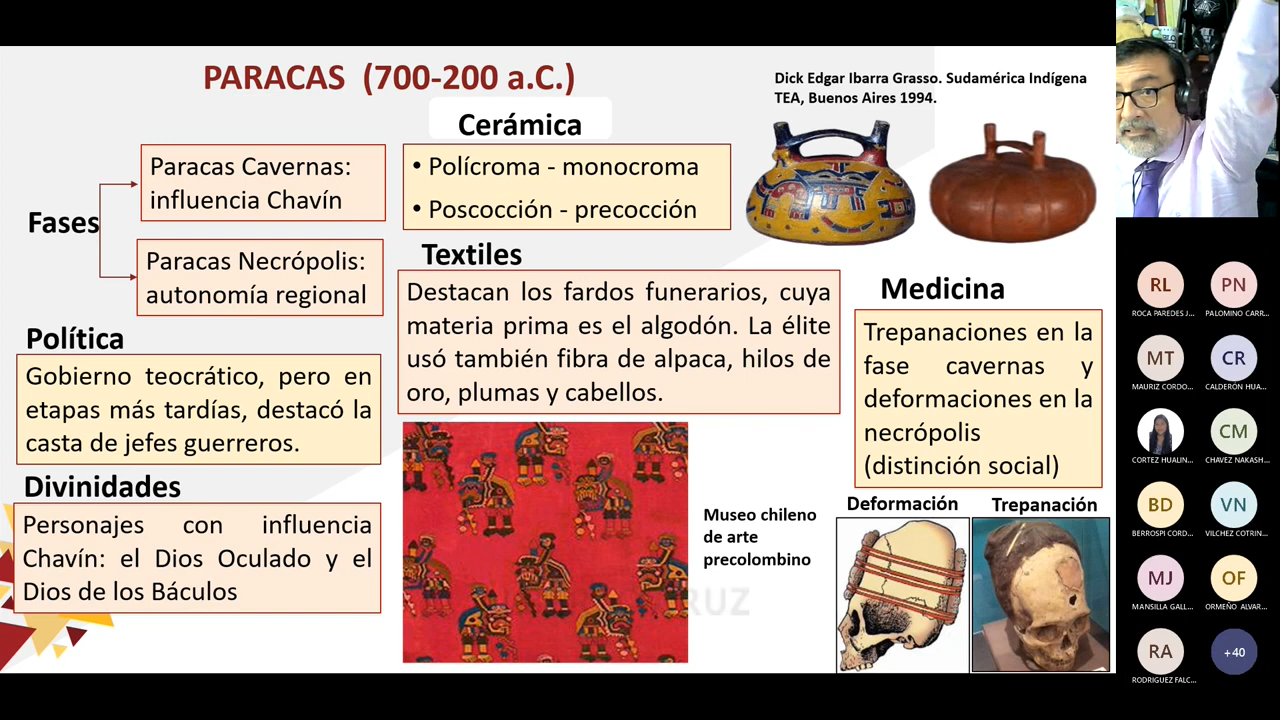 PARACAS (700-200 a.C.)
Dick Edgar Ibarra Grasso. Sudamérica Indígena
TEA, Buenos Aires 1994.
Fases
Paracas Cavernas:
influencia Chavín
Paracas Necrópolis:
autonomía regional
Política
Gobierno teocrático, pero en
etapas más tardías, destacó la
casta de jefes guerreros.
Divinidades
Personajes con influencia
Chavín: el Dios Oculado y el
Dios de los Báculos
Cerámica
• Polícroma - monocroma
• Poscocción - precocción
Textiles
Destacan los fardos funerarios, cuya
materia prima es el algodón. La élite
usó también fibra de alpaca, hilos de
oro, plumas y cabellos.
Museo chileno
de arte
precolombino
Medicina
Trepanaciones en la
fase cavernas y
deformaciones en la
necrópolis
(distinción social)
Deformación
Trepanación
RL
ROCA PAREDES J...
PN
PALOMINO CARR...
MT
MAURIZ CORDO...
CR
CALDERÓN HUA...
CORTEZ HUALIN...
CM
CHAVEZ NAKASH...
BD
BERROSPI CORD...
VN
VILCHEZ COTRIN...
MJ
MANSILLA GALL...
OF
ORMEÑO ALVAR...
RA
RODRIGUEZ FALC...
+40